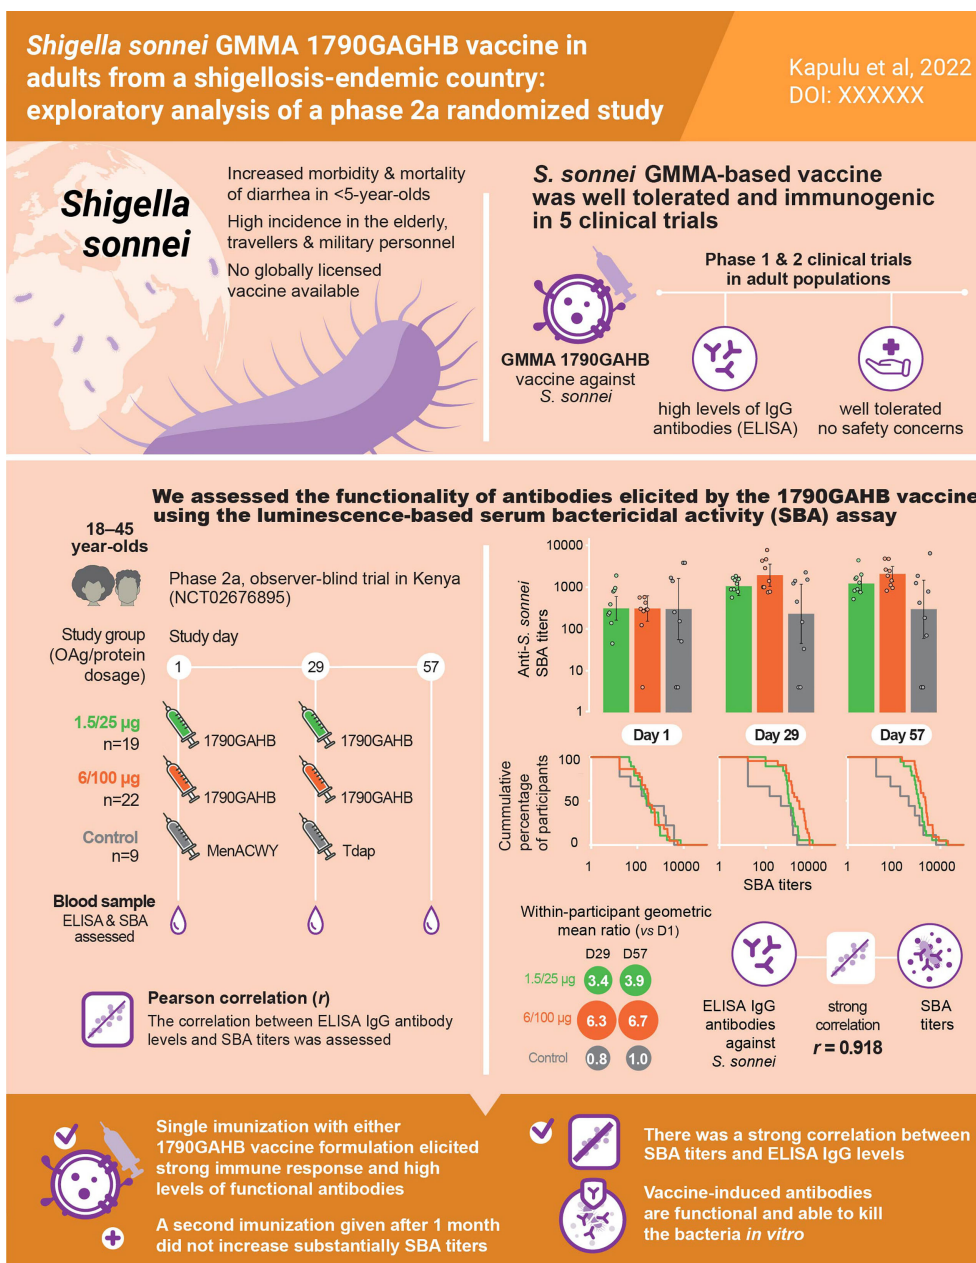 Shigella sonnei GMMA 1790GAGHB vaccine in
adults from a shigellosis-endemic country:
exploratory analysis of a phase 2a randomized study
Kapulu et al, 2022
DOI: XXXXXX
Shigella
sonnei
Increased morbidity & mortality
of diarrhea in <5-year-olds
High incidence in the elderly,
travellers & military personnel
No globally licensed
vaccine available
S. sonnei GMMA-based vaccine
was well tolerated and immunogenic
in 5 clinical trials
Phase 1 & 2 clinical trials
in adult populations
GMMA 1790GAHB
vaccine against
S. sonnei
high levels of IgG
antibodies (ELISA)
well tolerated
no safety concerns
We assessed the functionality of antibodies elicited by the 1790GAHB vaccine
using the luminescence-based serum bactericidal activity (SBA) assay
18–45
year-olds
Phase 2a, observer-blind trial in Kenya
(NCT02676895)
Study group
(OAg/protein
dosage)
Study day
1
29
57
1.5/25 µg
n=19
1790GAHB
1790GAHB
6/100 µg
n=22
1790GAHB
1790GAHB
Control
n=9
MenACWY
Tdap
Blood sample
ELISA & SBA
assessed
Pearson correlation (r)
The correlation between ELISA IgG antibody
levels and SBA titers was assessed
Anti-S. sonnei
SBA titers
10000
1000
100
10
1
Day 1
Day 29
Day 57
Cummulative
percentage
of participants
100
50
0
1 100 10000
1 100 10000
1 100 10000
SBA titers
Within-participant geometric
mean ratio (vs D1)
D29 D57
1.5/25 µg 3.4 3.9
6/100 µg 6.3 6.7
Control 0.8 1.0
ELISA IgG
antibodies
against
S. sonnei
strong
correlation
r = 0.918
SBA
titers
Single imunization with either
1790GAHB vaccine formulation elicited
strong immune response and high
levels of functional antibodies
A second imunization given after 1 month
did not increase substantially SBA titers
There was a strong correlation between
SBA titers and ELISA IgG levels
Vaccine-induced antibodies
are functional and able to kill
the bacteria in vitro